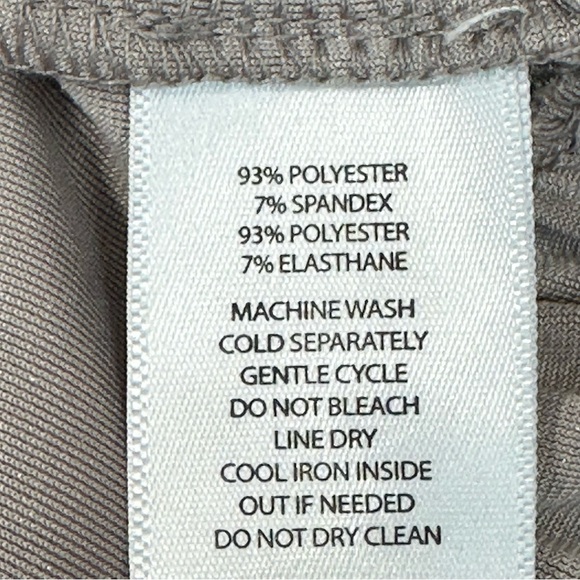 93% POLYESTER
7% SPANDEX
93% POLYESTER
7% ELASTHANE
MACHINE WASH
COLD SEPARATELY
GENTLE CYCLE
DO NOT BLEACH
LINE DRY
COOL IRON INSIDE
OUT IF NEEDED
DO NOT DRY CLEAN